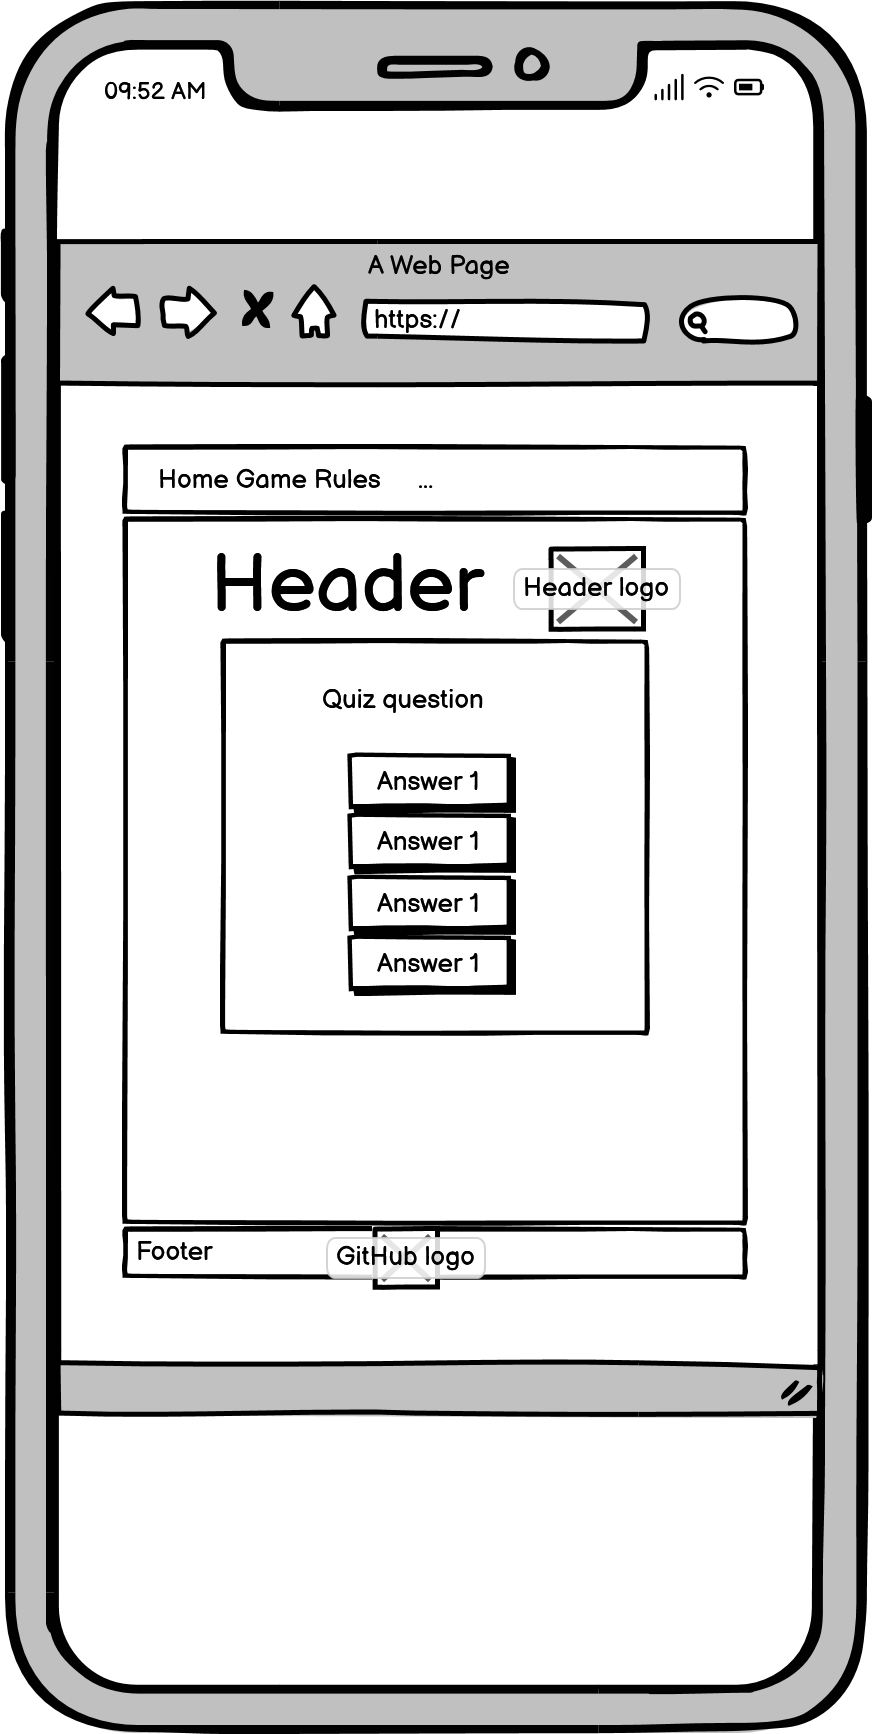 09:52 AM
A Web Page
https://
Home Game Rules ...
Header
Header logo
Quiz question
Answer 1
Answer 1
Answer 1
Answer 1
Footer
GitHub logo